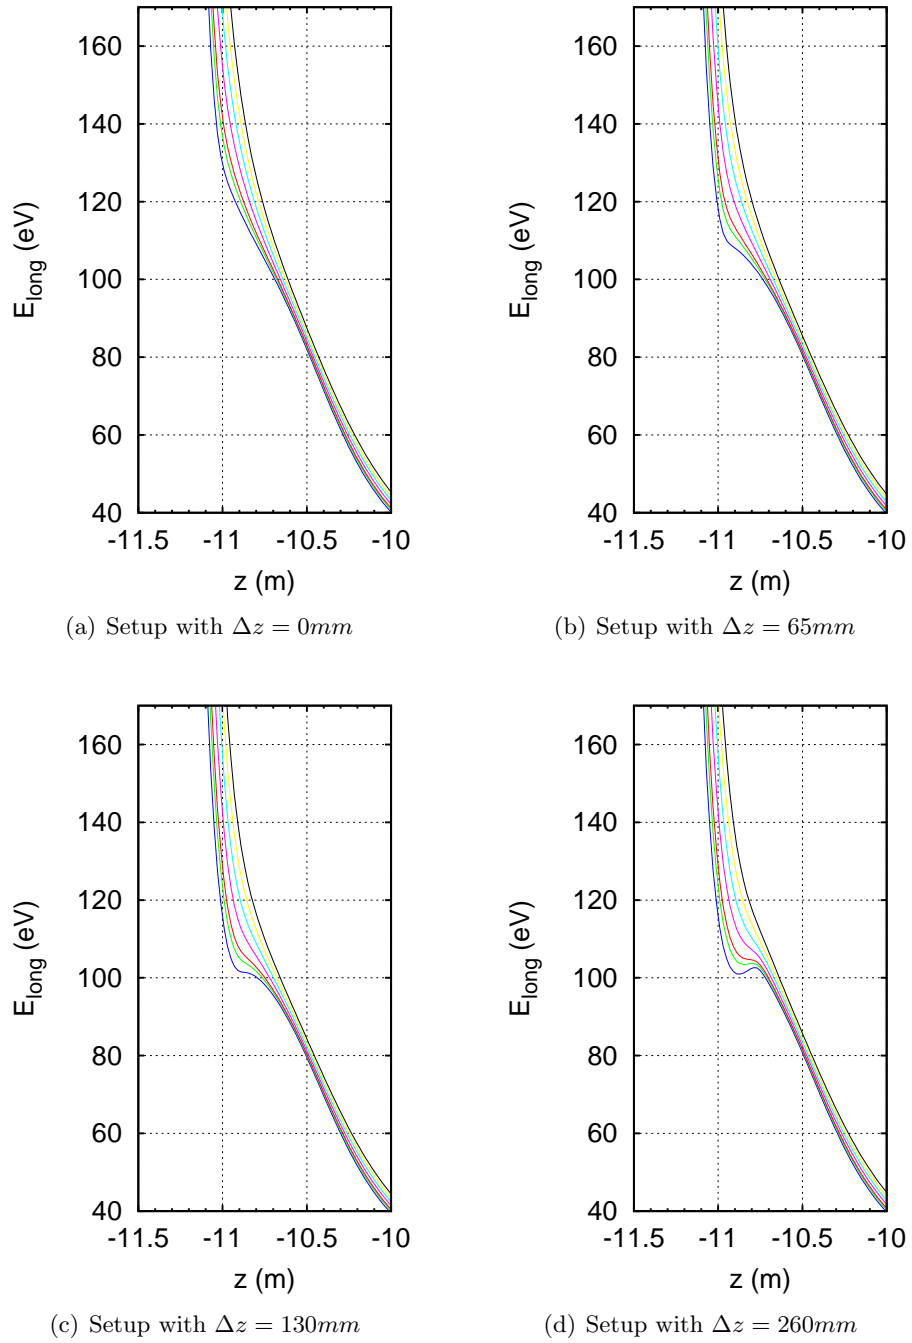 160
140
120
100
80
60
40
E_long (eV)
-11.5 -11 -10.5 -10
z (m)
(a) Setup with Δz = 0mm
160
140
120
100
80
60
40
E_long (eV)
-11.5 -11 -10.5 -10
z (m)
(b) Setup with Δz = 65mm
160
140
120
100
80
60
40
E_long (eV)
-11.5 -11 -10.5 -10
z (m)
(c) Setup with Δz = 130mm
160
140
120
100
80
60
40
E_long (eV)
-11.5 -11 -10.5 -10
z (m)
(d) Setup with Δz = 260mm